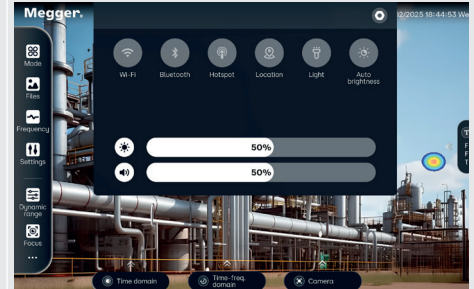 Megger.
12/2025 18:44:53 We
Mode
Files
Frequency
Settings
Dynamic
range
Focus
Wi-Fi
Bluetooth
Hotspot
Location
Light
Auto
brightness
50%
50%
T
F
F
T
Time domain
Time-freq.
domain
Camera